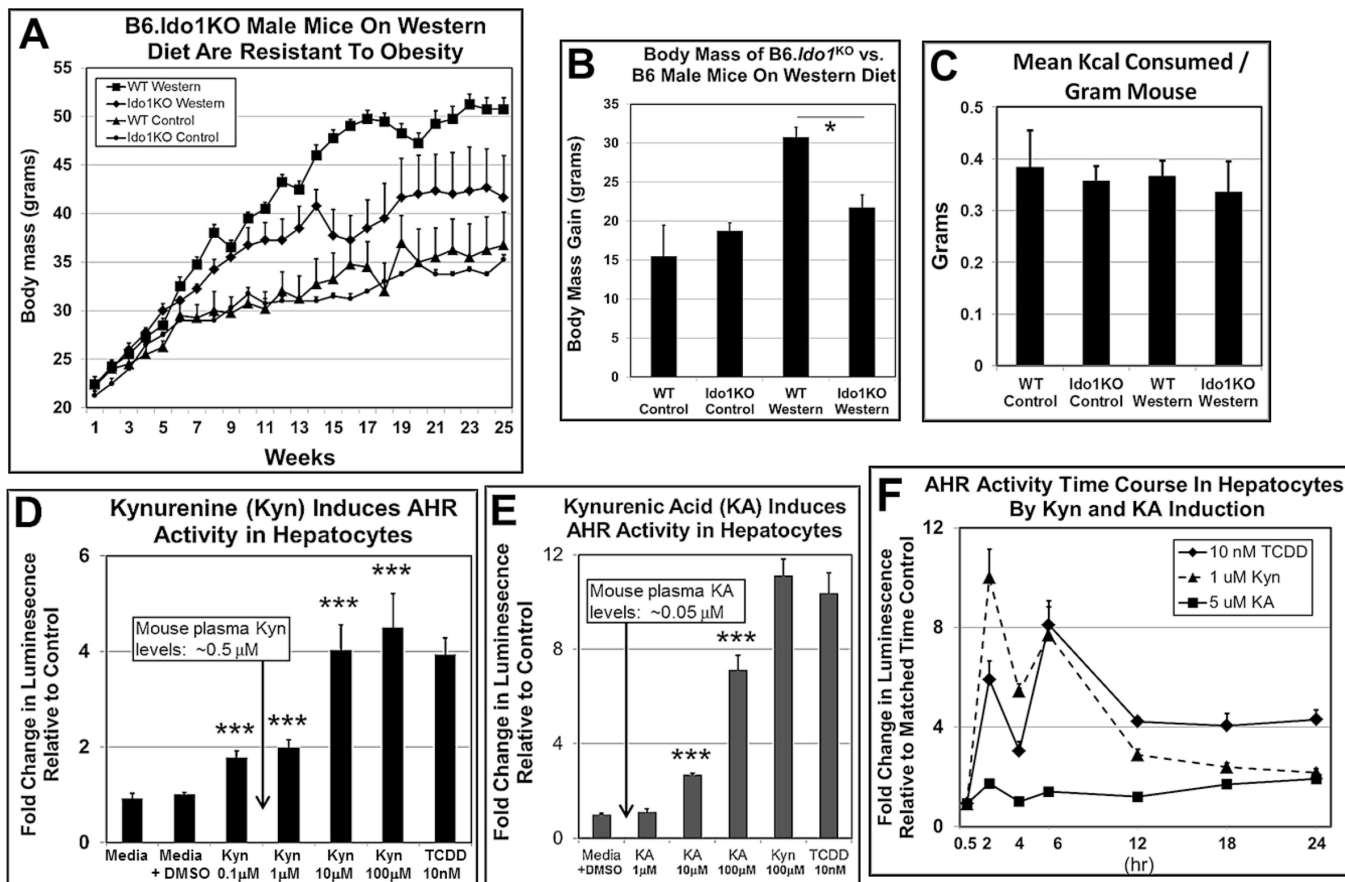 A
B6.Ido1KO Male Mice On Western
Diet Are Resistant To Obesity
Body mass (grams)
55
50
45
40
35
30
25
20
WT Western
Ido1KO Western
WT Control
Ido1KO Control
1 3 5 7 9 11 13 15 17 19 21 23 25
Weeks
B
Body Mass of B6.Ido1KO vs.
B6 Male Mice On Western Diet
Body Mass Gain (grams)
35
30
25
20
15
10
5
0
*
WT Ido1KO WT Ido1KO
Control Control Western Western
C
Mean Kcal Consumed /
Gram Mouse
Grams
0.5
0.4
0.3
0.2
0.1
0
WT Ido1KO WT Ido1KO
Control Control Western Western
D
Kynurenine (Kyn) Induces AHR
Activity in Hepatocytes
Fold Change in Luminesecnce
Relative to Control
6
4
2
0
Mouse plasma Kyn
levels: ~0.5 μM
*** *** *** ***
Media Media Kyn Kyn Kyn Kyn TCDD
+ DMSO 0.1μM 1μM 10μM 100μM 10nM
E
Kynurenic Acid (KA) Induces
AHR Activity in Hepatocytes
Fold Change in Luminescence
Relative to Control
12
8
4
0
Mouse plasma KA
levels: ~0.05 μM
*** ***
Media KA KA KA Kyn TCDD
+DMSO 1μM 10μM 100μM 100μM 10nM
F
AHR Activity Time Course In Hepatocytes
By Kyn and KA Induction
Fold Change in Luminescence
Relative to Matched Time Control
12
8
4
0
10 nM TCDD
1 uM Kyn
5 uM KA
0.5 2 4 6 12 18 24
(hr)